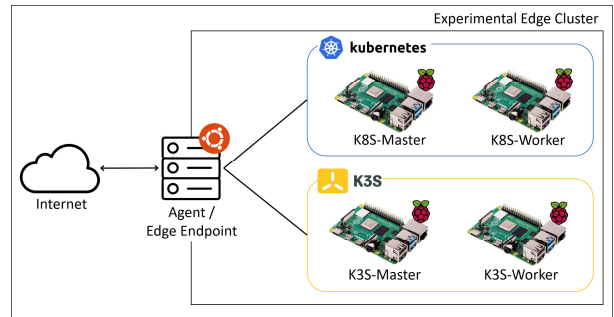 Experimental Edge Cluster
kubernetes
K8S-Master
K8S-Worker
Internet
Agent /
Edge Endpoint
K3S
K3S-Master
K3S-Worker